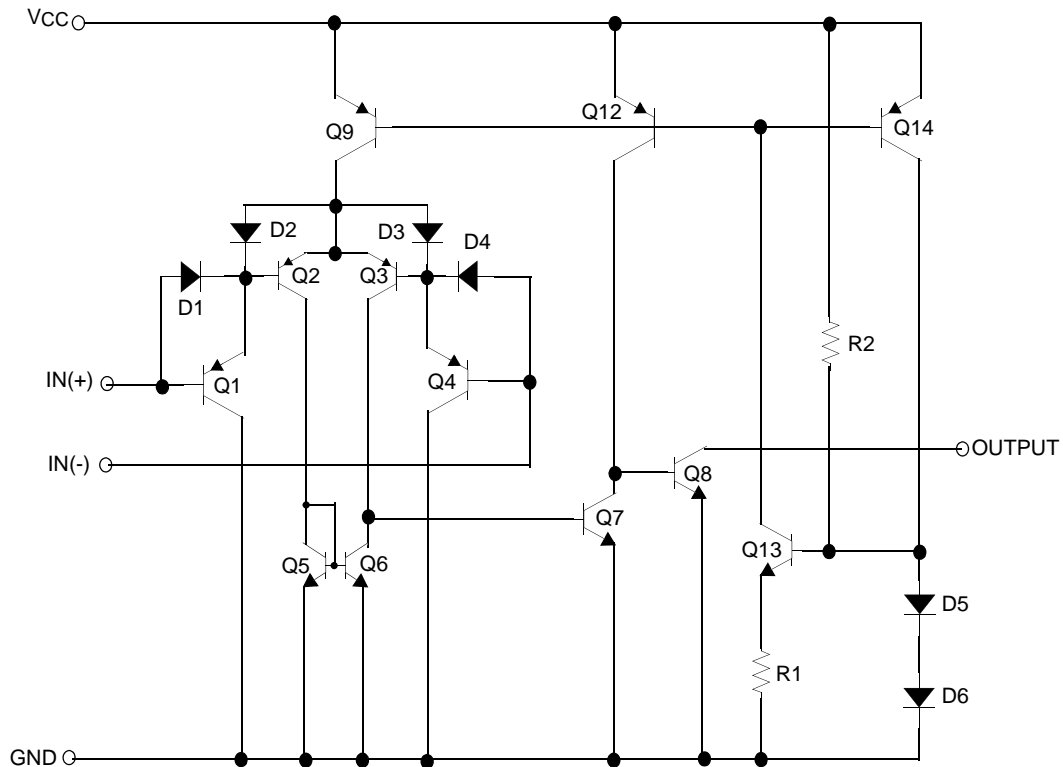 VCC
Q9
Q12
Q14
D2
D3
D4
Q2
Q3
D1
R2
IN(+)
Q1
Q4
IN(-)
OUTPUT
Q8
Q7
Q13
Q5
Q6
D5
R1
D6
GND